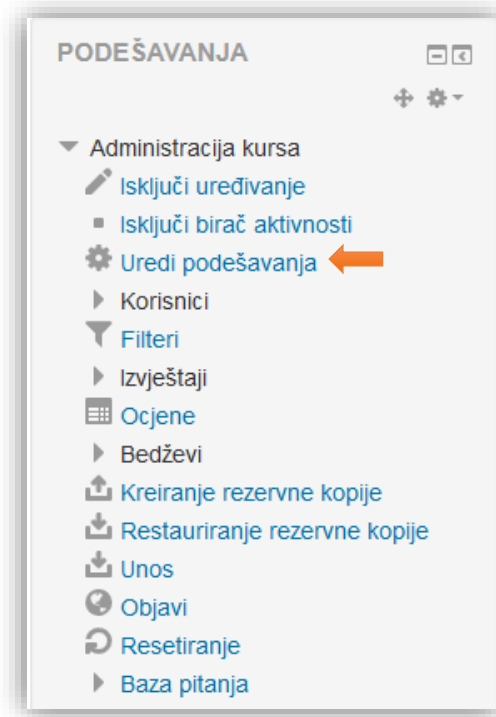 PODEŠAVANJA
Administracija kursa
Isključi uređivanje
Isključi birač aktivnosti
Uredi podešavanja
Korisnici
Filteri
Izvještaji
Ocjene
Bedževi
Kreiranje rezervne kopije
Restauriranje rezervne kopije
Unos
Objavi
Resetiranje
Baza pitanja